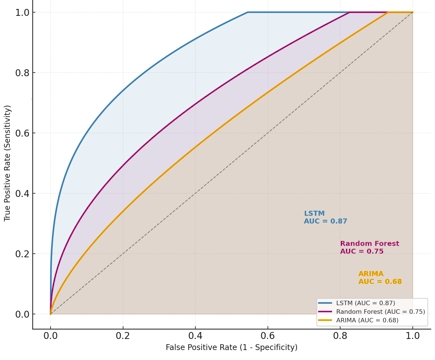 1.0
0.8
0.6
0.4
0.2
0.0
True Positive Rate (Sensitivity)
LSTM
AUC = 0.87
Random Forest
AUC = 0.75
ARIMA
AUC = 0.68
LSTM (AUC = 0.87)
Random Forest (AUC = 0.75)
ARIMA (AUC = 0.68)
0.0 0.2 0.4 0.6 0.8 1.0
False Positive Rate (1 - Specificity)